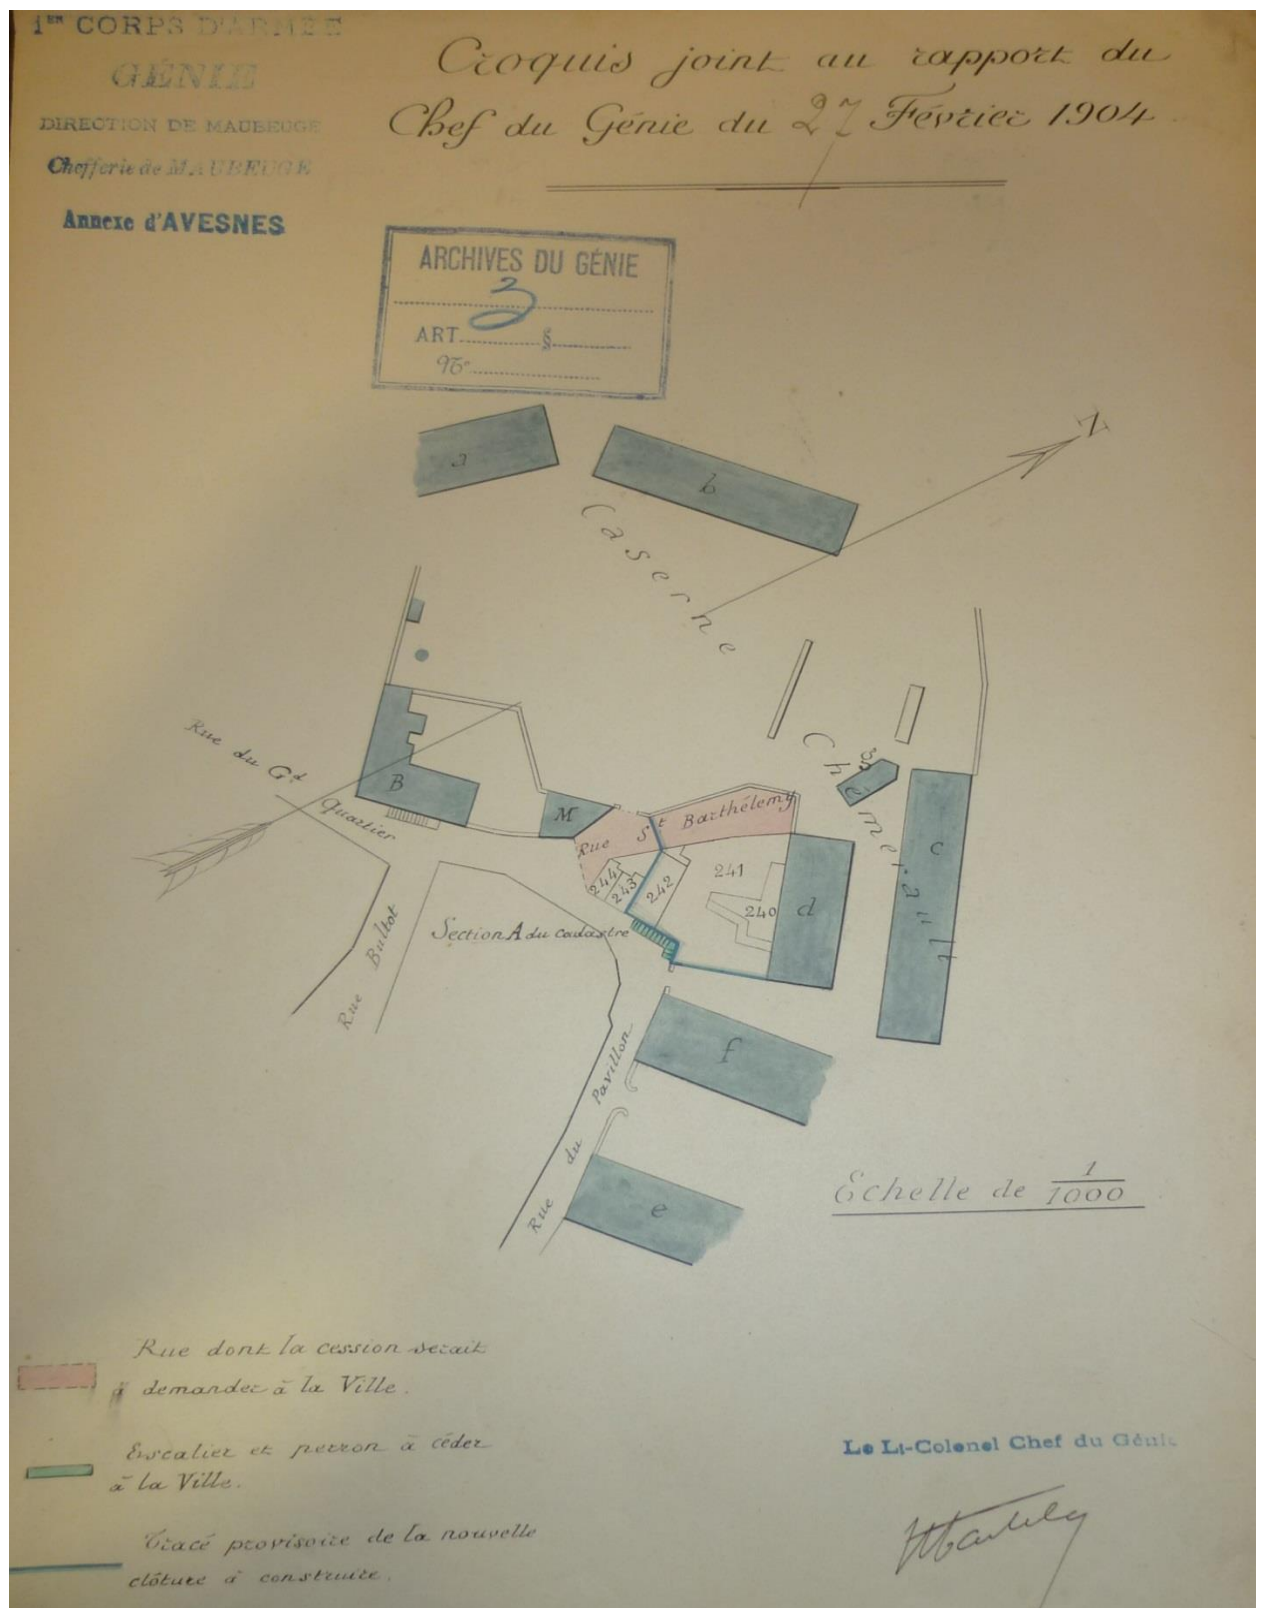 1ER CORPS D'ARMÉE
GÉNIE
DIRECTION DE MAUBEUGE
Chefferie de MAUBEUGE
Annexe d'AVESNES
Croquis joint au rapport du
Chef du Génie du 27 Février 1904
ARCHIVES DU GÉNIE
3
ART. §
No
N
a
b
Caserne
Chémerault
g
c
Rue du Gd
Quartier
B
M
Rue St Barthélemy
244
243
242
241
240
d
Section A du Cadastre
Rue Bultot
f
Rue du Pavillon
e
Echelle de 1/1000
Rue dont la cession serait
à demander à la Ville.
Escalier et perron à céder
à la Ville.
Tracé provisoire de la nouvelle
clôture à construire.
Le Lt-Colonel Chef du Génie